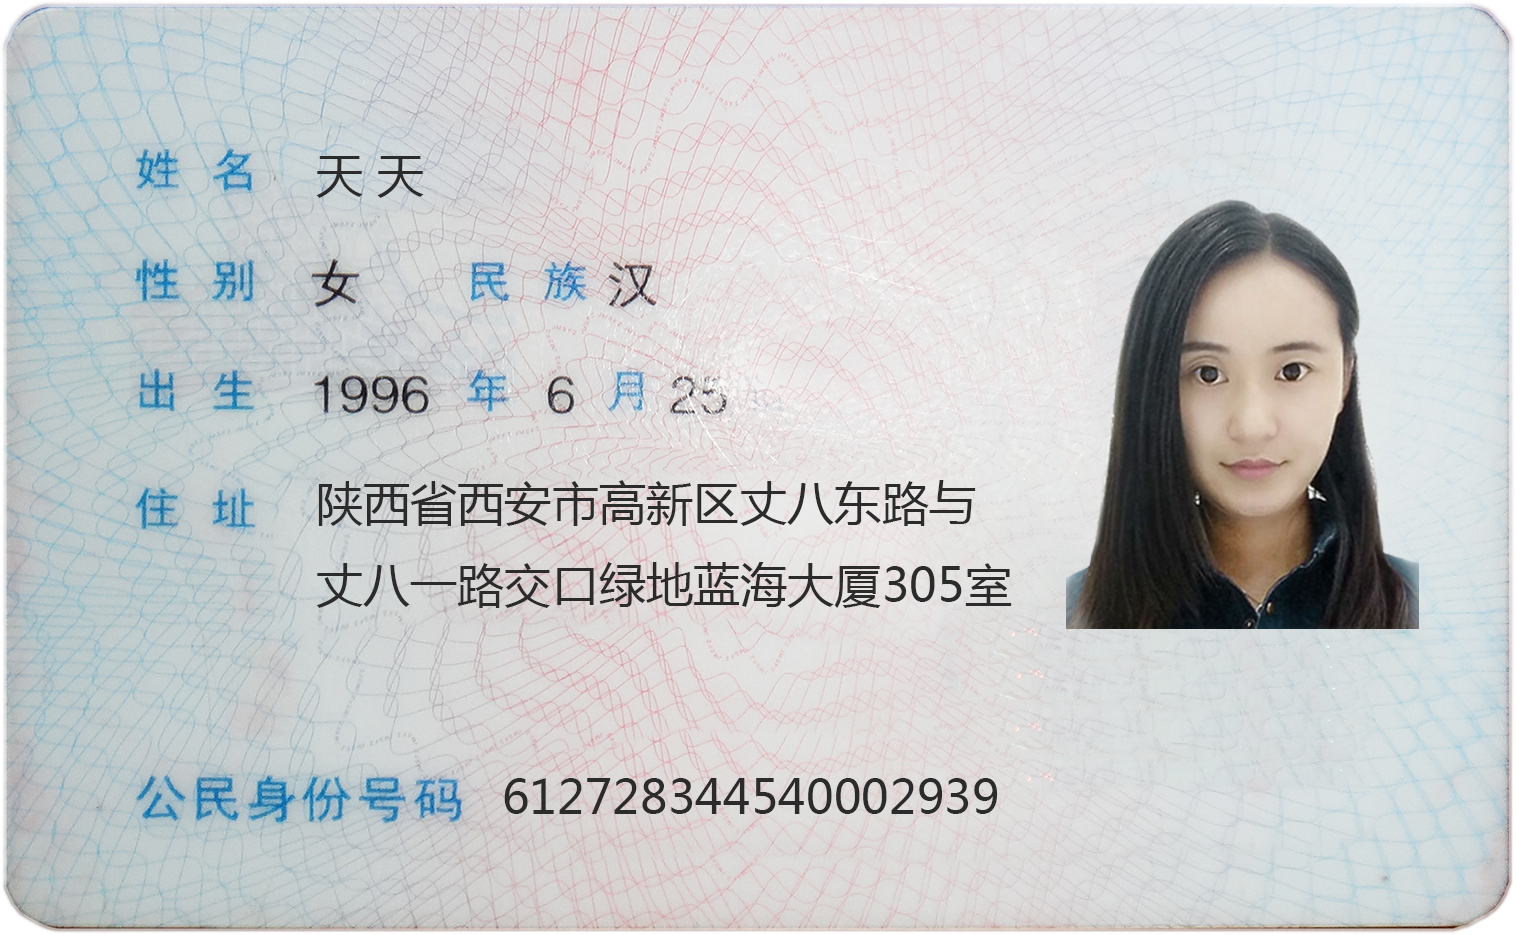 姓名 天天
性别 女 民族 汉
出生 1996 年 6 月 25
住址 陕西省西安市高新区丈八东路与
丈八一路交口绿地蓝海大厦305室
公民身份号码 612728344540002939